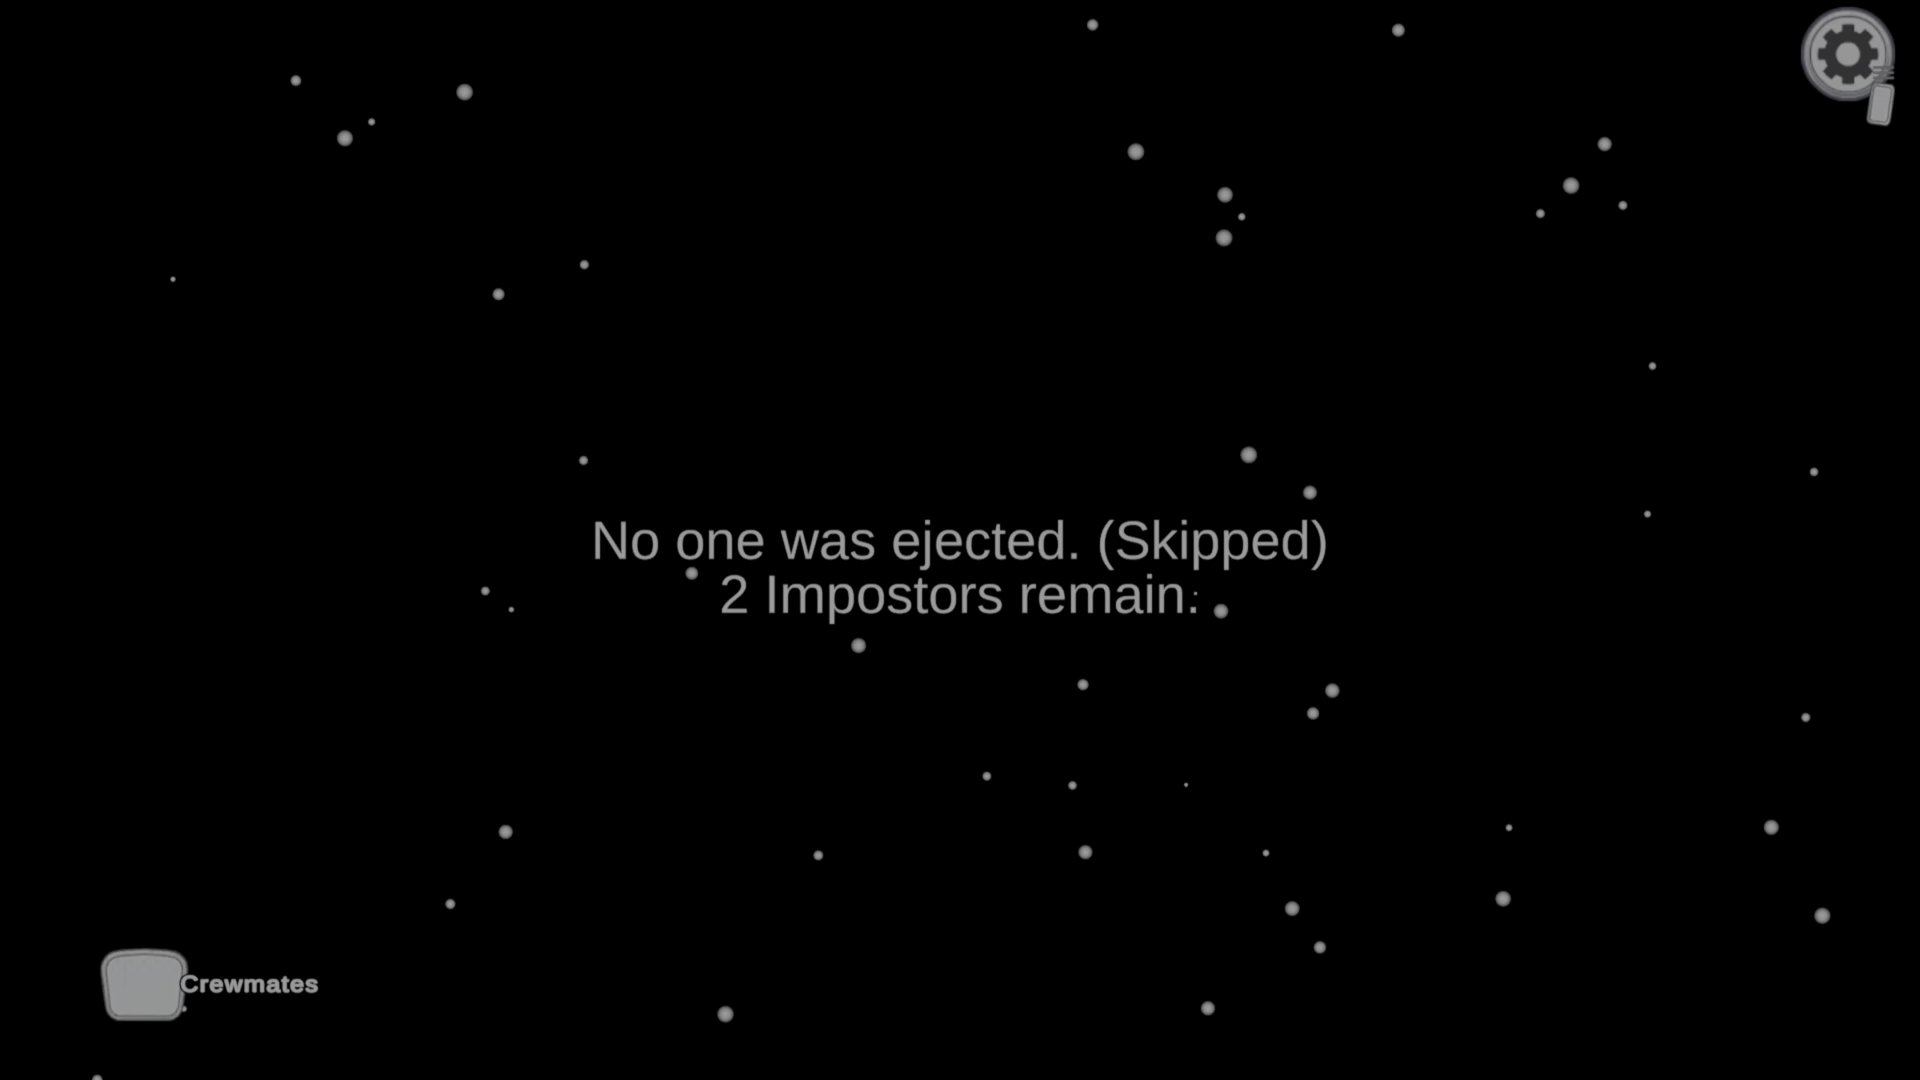 No one was ejected. (Skipped)
2 Impostors remain.
Crewmates